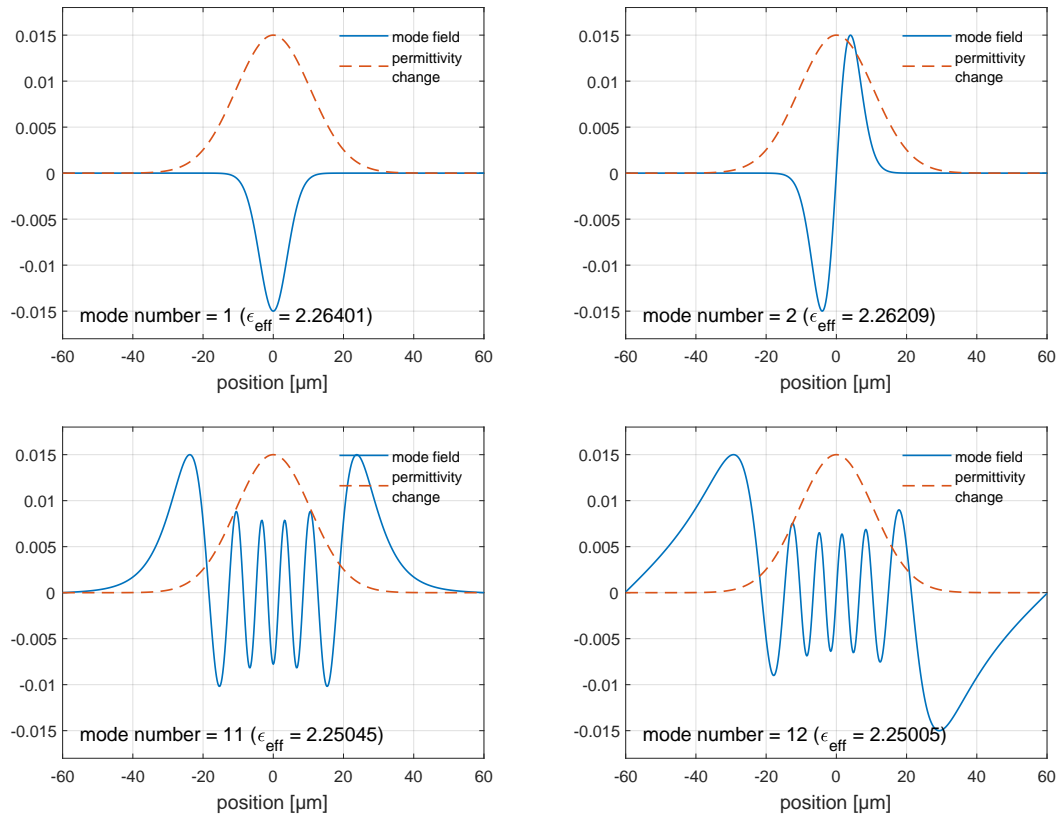 0.015
0.01
0.005
0
-0.005
-0.01
-0.015
mode field
permittivity
change
mode number = 1 (ϵeff = 2.26401)
-60 -40 -20 0 20 40 60
position [µm]
0.015
0.01
0.005
0
-0.005
-0.01
-0.015
mode field
permittivity
change
mode number = 2 (ϵeff = 2.26209)
-60 -40 -20 0 20 40 60
position [µm]
0.015
0.01
0.005
0
-0.005
-0.01
-0.015
mode field
permittivity
change
mode number = 11 (ϵeff = 2.25045)
-60 -40 -20 0 20 40 60
position [µm]
0.015
0.01
0.005
0
-0.005
-0.01
-0.015
mode field
permittivity
change
mode number = 12 (ϵeff = 2.25005)
-60 -40 -20 0 20 40 60
position [µm]